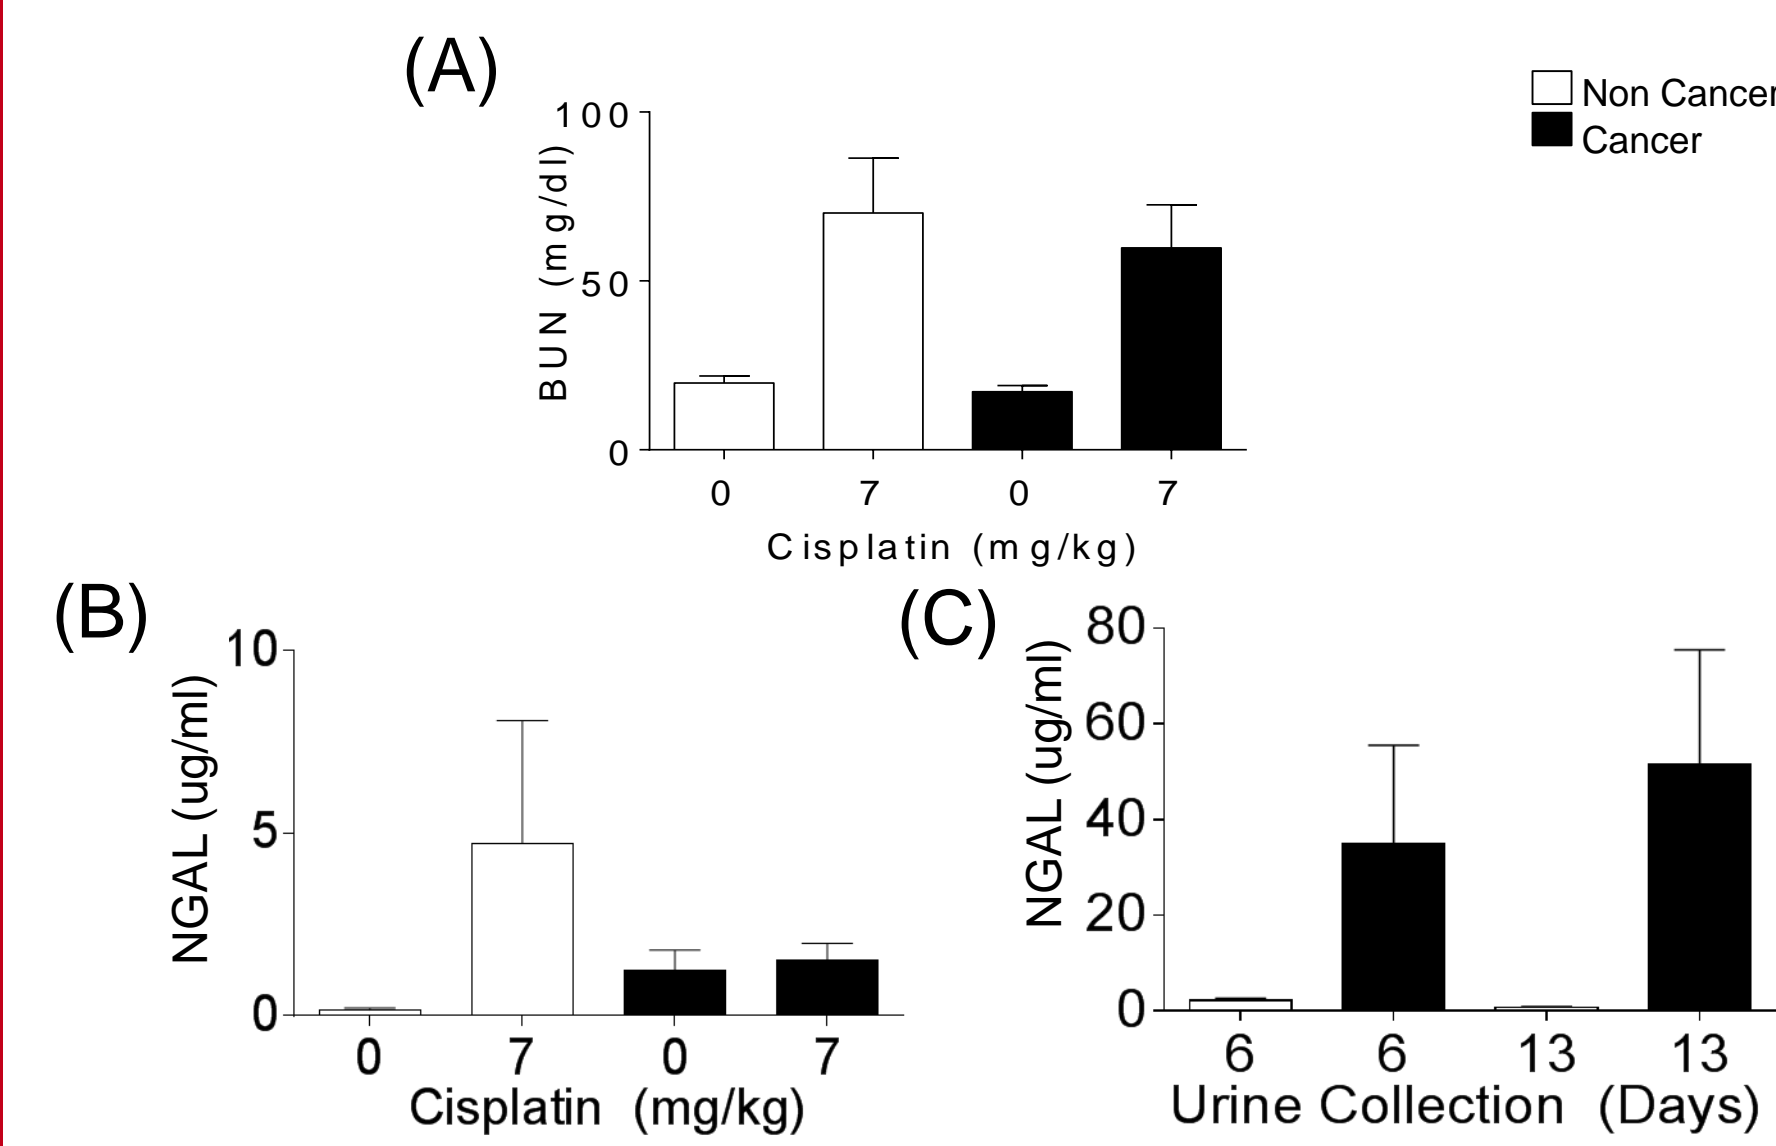 (A)
Non Cancer
Cancer
BUN (mg/dl)
100
50
0
0 7 0 7
Cisplatin (mg/kg)
(B)
NGAL (ug/ml)
10
5
0
0 7 0 7
Cisplatin (mg/kg)
(C)
NGAL (ug/ml)
80
60
40
20
0
6 6 13 13
Urine Collection (Days)